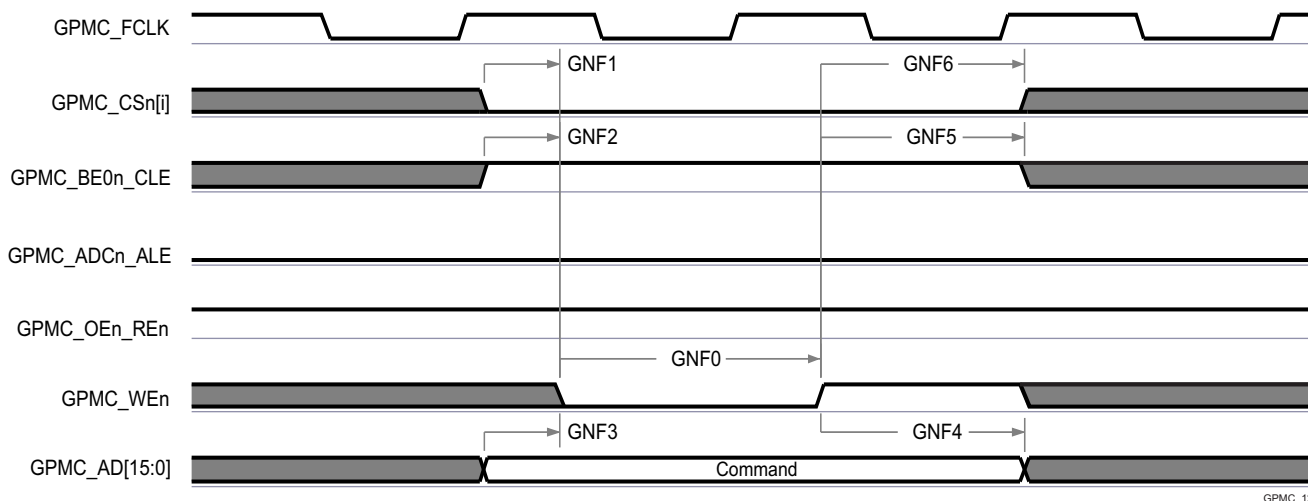 GPMC_FCLK
GNF1
GNF6
GPMC_CSn[i]
GNF2
GNF5
GPMC_BE0n_CLE
GPMC_ADCn_ALE
GPMC_OEn_REn
GNF0
GPMC_WEn
GNF3
GNF4
GPMC_AD[15:0]
Command